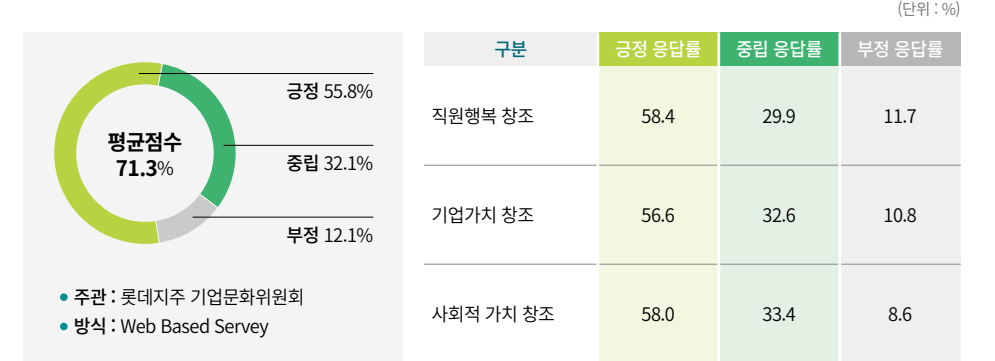 (단위 : %)
긍정 55.8%
평균점수
71.3%
중립 32.1%
부정 12.1%
• 주관 : 롯데지주 기업문화위원회
• 방식 : Web Based Servey
구분 긍정 응답률 중립 응답률 부정 응답률
직원행복 창조 58.4 29.9 11.7
기업가치 창조 56.6 32.6 10.8
사회적 가치 창조 58.0 33.4 8.6